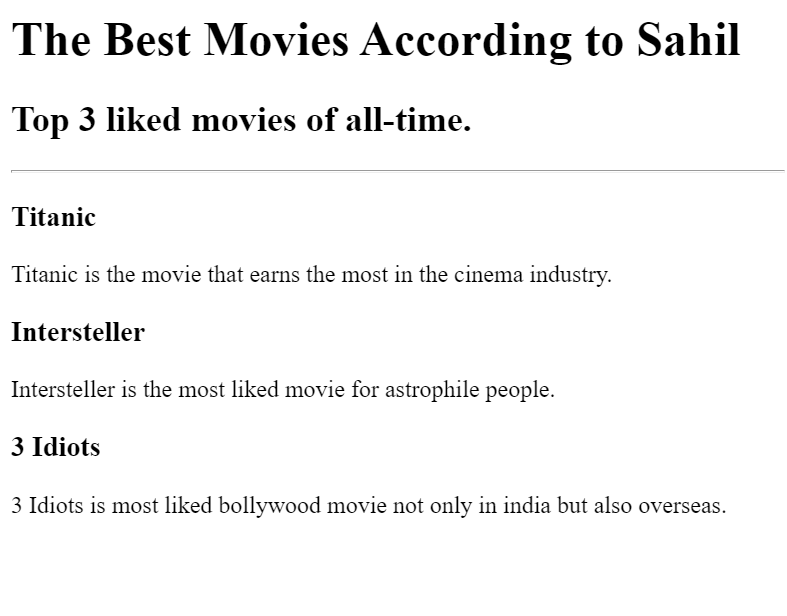 The Best Movies According to Sahil
Top 3 liked movies of all-time.
Titanic
Titanic is the movie that earns the most in the cinema industry.
Intersteller
Intersteller is the most liked movie for astrophile people.
3 Idiots
3 Idiots is most liked bollywood movie not only in india but also overseas.